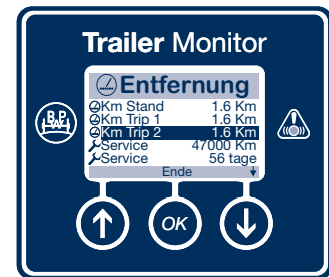 Trailer Monitor
Entfernung
Km Stand 1.6 Km
Km Trip 1 1.6 Km
Km Trip 2 1.6 Km
Service 47000 Km
Service 56 tage
Ende
BPW
OK